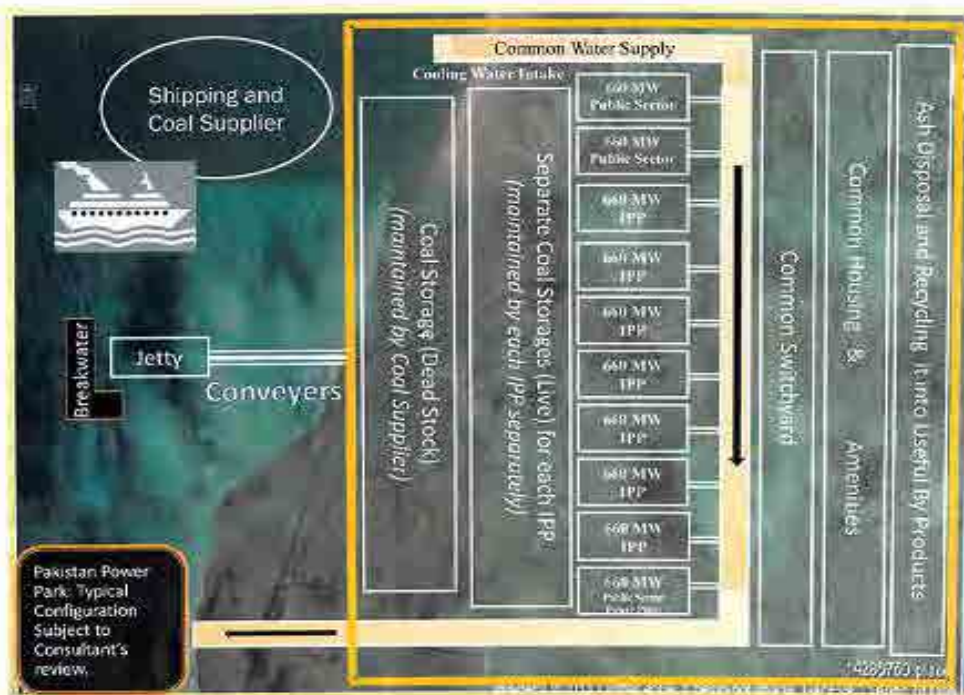 Common Water Supply
Cooling Water Intake
Shipping and
Coal Supplier
Breakwater
Jetty
Conveyers
Coal Storage (Dead Stock)
(maintained by Coal Supplier)
Separate Coal Storages (Live) for each IPP
(maintained by each IPP separately)
660 MW
Public Sector
660 MW
Public Sector
660 MW
IPP
660 MW
IPP
660 MW
IPP
660 MW
IPP
660 MW
IPP
660 MW
IPP
660 MW
IPP
660 MW
Public Sector
Common Switchyard
Common Housing & Amenities
Ash Disposal and Recycling It into Useful By Products
Pakistan Power
Park: Typical
Configuration
Subject to
Consultant's
review.